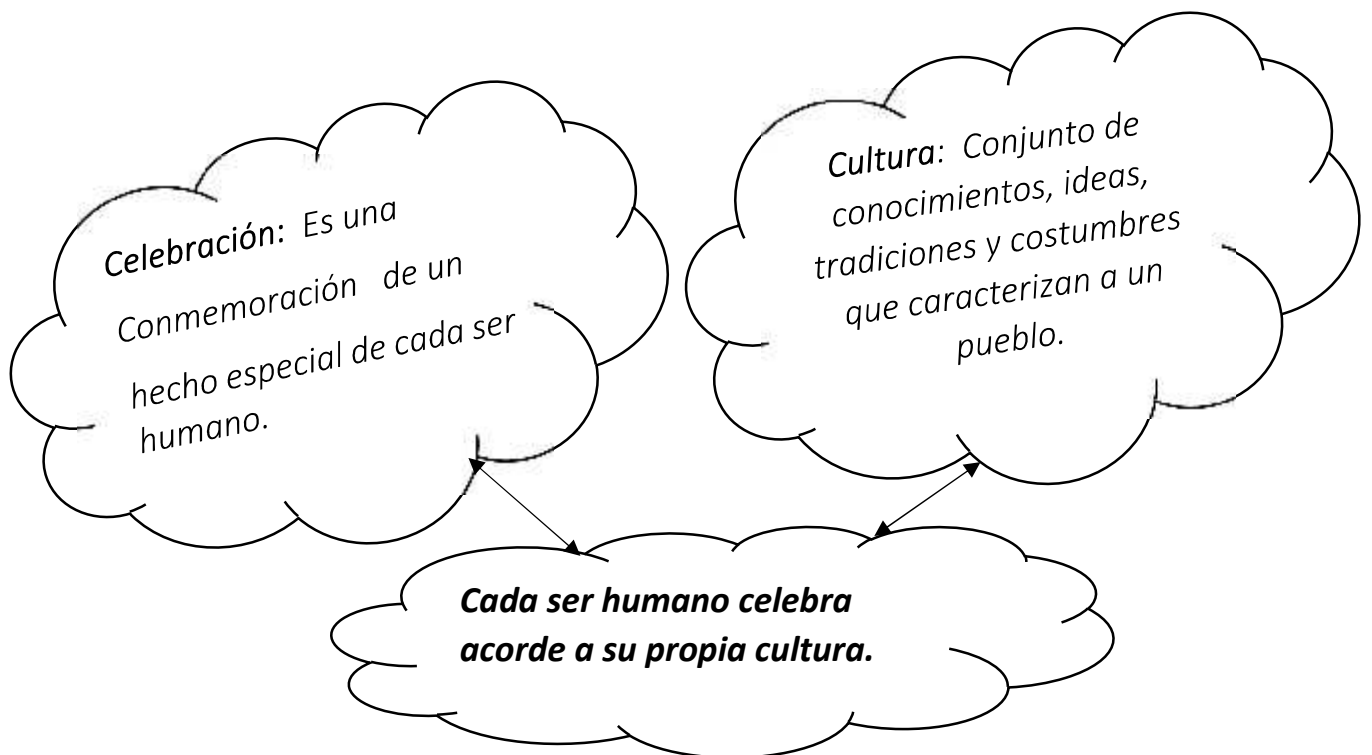 Celebración: Es una
Conmemoración de un
hecho especial de cada ser
humano.
Cultura: Conjunto de
conocimientos, ideas,
tradiciones y costumbres
que caracterizan a un
pueblo.
Cada ser humano celebra
acorde a su propia cultura.